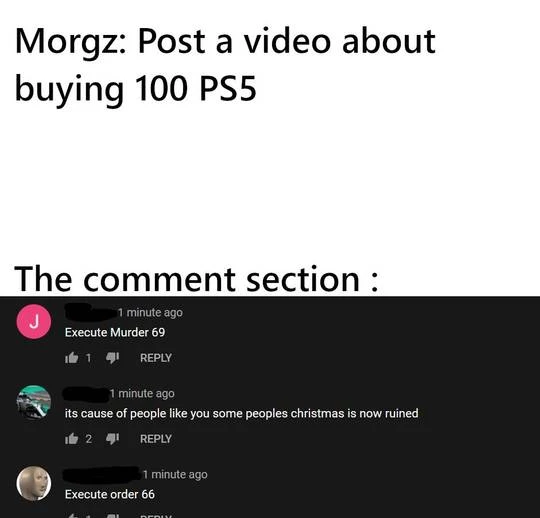 Morgz: Post a video about
buying 100 PS5
The comment section :
J
1 minute ago
Execute Murder 69
1 REPLY
1 minute ago
its cause of people like you some peoples christmas is now ruined
2 REPLY
1 minute ago
Execute order 66
1 REPLY